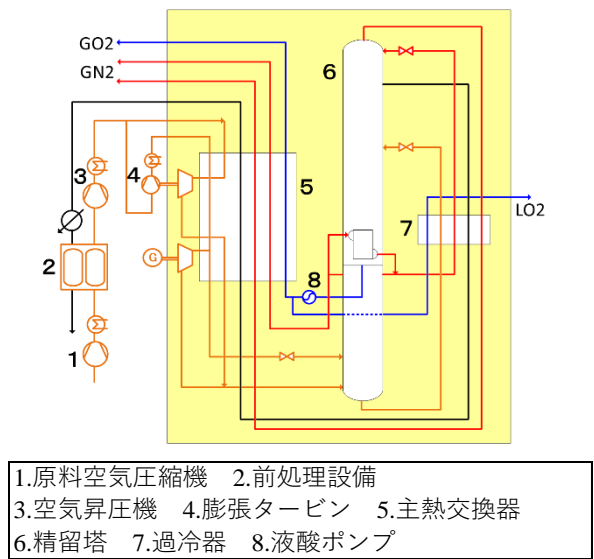 GO2
GN2
6
3
4
5
7
LO2
2
G
8
1
1.原料空気圧縮機 2.前処理設備
3.空気昇圧機 4.膨張タービン 5.主熱交換器
6.精留塔 7.過冷器 8.液酸ポンプ